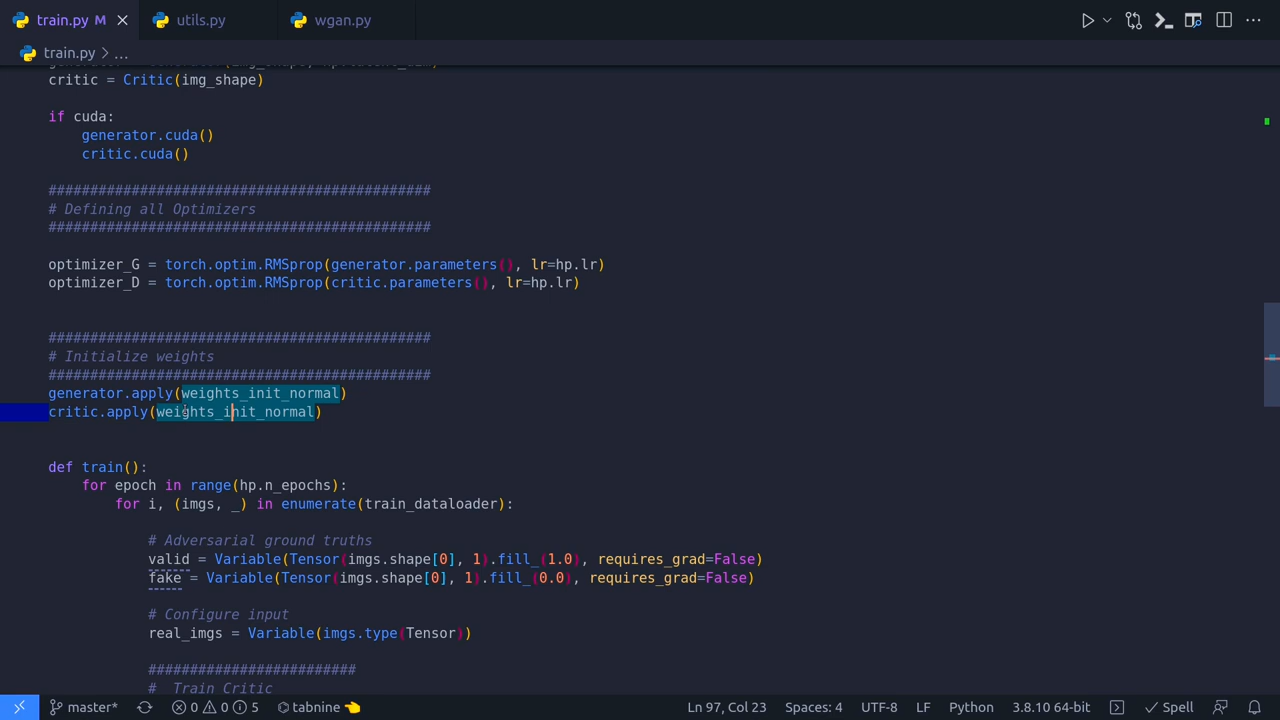 train.py M
utils.py
wgan.py
train.py > ...
critic = Critic(img_shape)
if cuda:
generator.cuda()
critic.cuda()
##############################################
# Defining all Optimizers
##############################################
optimizer_G = torch.optim.RMSprop(generator.parameters(), lr=hp.lr)
optimizer_D = torch.optim.RMSprop(critic.parameters(), lr=hp.lr)
##############################################
# Initialize weights
##############################################
generator.apply(weights_init_normal)
critic.apply(weights_init_normal)
def train():
for epoch in range(hp.n_epochs):
for i, (imgs, _) in enumerate(train_dataloader):
# Adversarial ground truths
valid = Variable(Tensor(imgs.shape[0], 1).fill_(1.0), requires_grad=False)
fake = Variable(Tensor(imgs.shape[0], 1).fill_(0.0), requires_grad=False)
# Configure input
real_imgs = Variable(imgs.type(Tensor))
#########################
#  Train Critic
master* 0 0 5 tabnine Ln 97, Col 23 Spaces: 4 UTF-8 LF Python 3.8.10 64-bit Spell